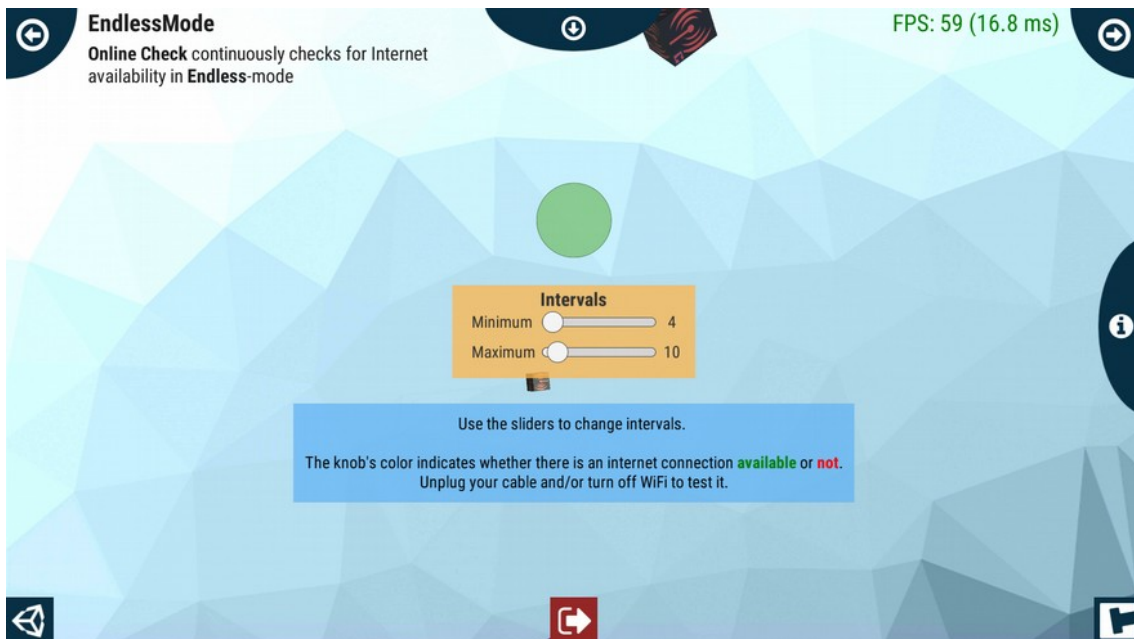 EndlessMode
Online Check continuously checks for Internet
availability in Endless-mode
FPS: 59 (16.8 ms)
Intervals
Minimum 4
Maximum 10
Use the sliders to change intervals.
The knob's color indicates whether there is an internet connection available or not.
Unplug your cable and/or turn off WiFi to test it.